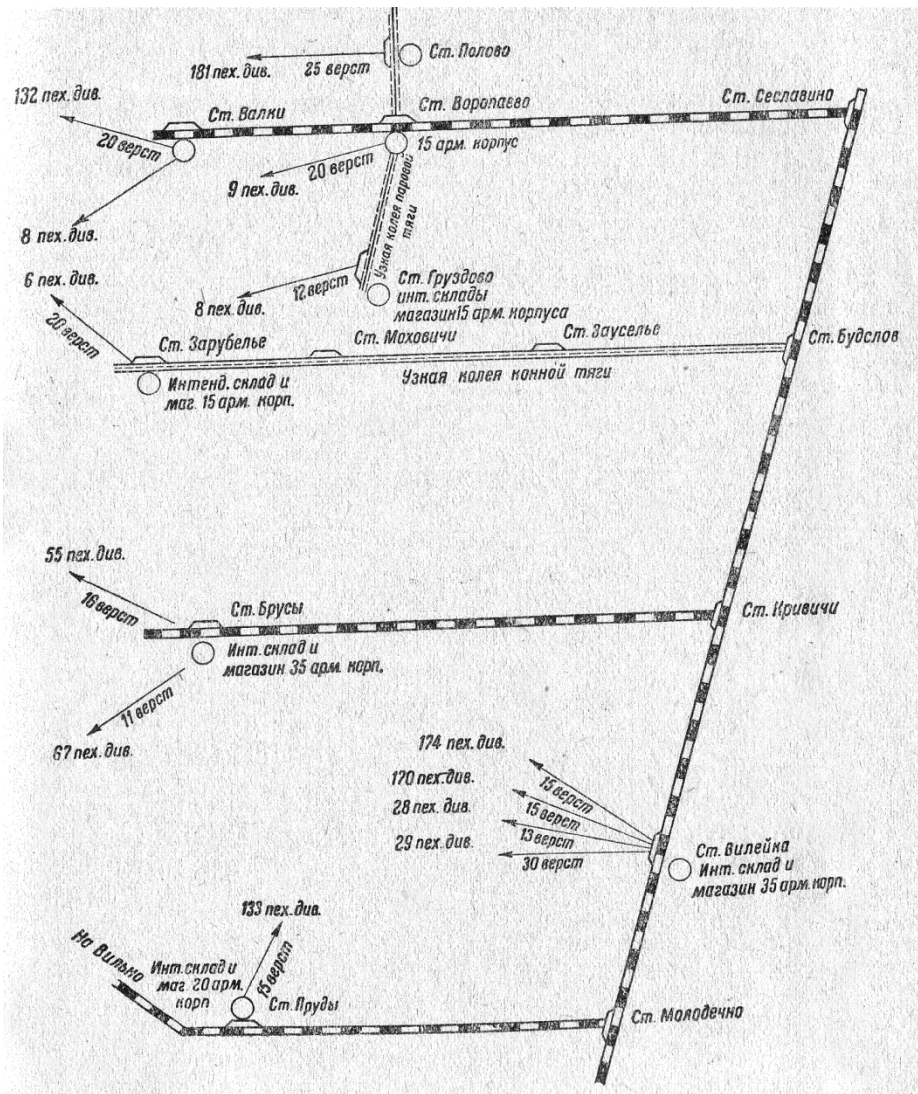 Ст. Полово
181 пех. див.
25 верст
132 пех. див.
Ст. Валки
Ст. Воропаево
Ст. Сеславино
20 верст
20 верст
15 арм. корпус
9 пех. див.
Узкая колея паровой
тяги
8 пех. див.
6 пех. див.
12 верст
Ст. Груздово
инт. склады
магазин 15 арм. корпуса
8 пех. див.
20 верст
Ст. Зарубелье
Ст. Моховичи
Ст. Зауселье
Ст. Будслов
Узкая колея конной тяги
Интенд. склад и
маг. 15 арм. корп.
55 пех. див.
16 верст
Ст. Брусы
Ст. Кривичи
Инт. склад и
магазин 35 арм. корп.
11 верст
67 пех. див.
174 пех. див.
170 пех. див.
28 пех. див.
29 пех. див.
15 верст
15 верст
13 верст
30 верст
Ст. Вилейка
Инт. склад и
магазин 35 арм. корп.
133 пех. див.
На Вилько
Инт. склад и
маг. 20 арм.
корп
15 верст
Ст. Пруды
Ст. Молодечно